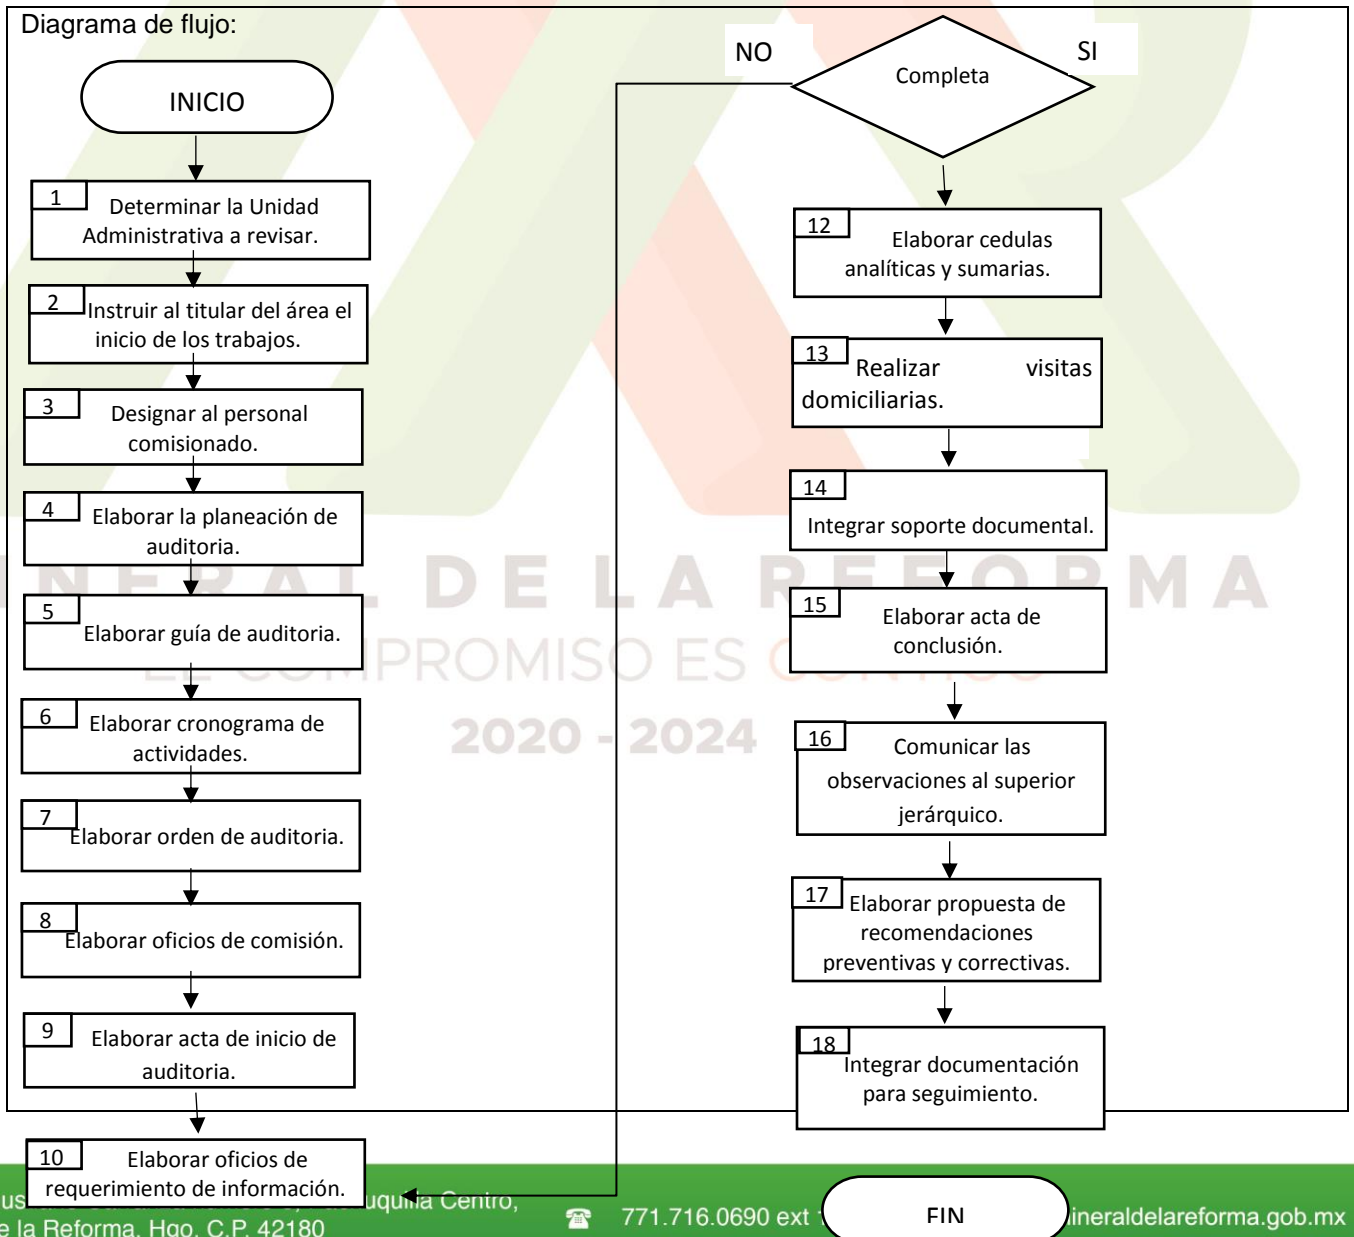 Diagrama de flujo:
INICIO
1
Determinar la Unidad
Administrativa a revisar.
2
Instruir al titular del área el
inicio de los trabajos.
3
Designar al personal
comisionado.
4
Elaborar la planeación de
auditoria.
5
Elaborar guía de auditoria.
6
Elaborar cronograma de
actividades.
7
Elaborar orden de auditoria.
8
Elaborar oficios de comisión.
9
Elaborar acta de inicio de
auditoria.
10
Elaborar oficios de
requerimiento de información.
NO
Completa
SI
12
Elaborar cedulas
analíticas y sumarias.
13
Realizar visitas
domiciliarias.
14
Integrar soporte documental.
15
Elaborar acta de
conclusión.
16
Comunicar las
observaciones al superior
jerárquico.
17
Elaborar propuesta de
recomendaciones
preventivas y correctivas.
18
Integrar documentación
para seguimiento.
FIN
DE LA REFORMA
ES
2020 - 2024
Centro,
la Reforma, Hgo. C.P. 42180
771.716.0690 ext
ineraldelareforma.gob.mx